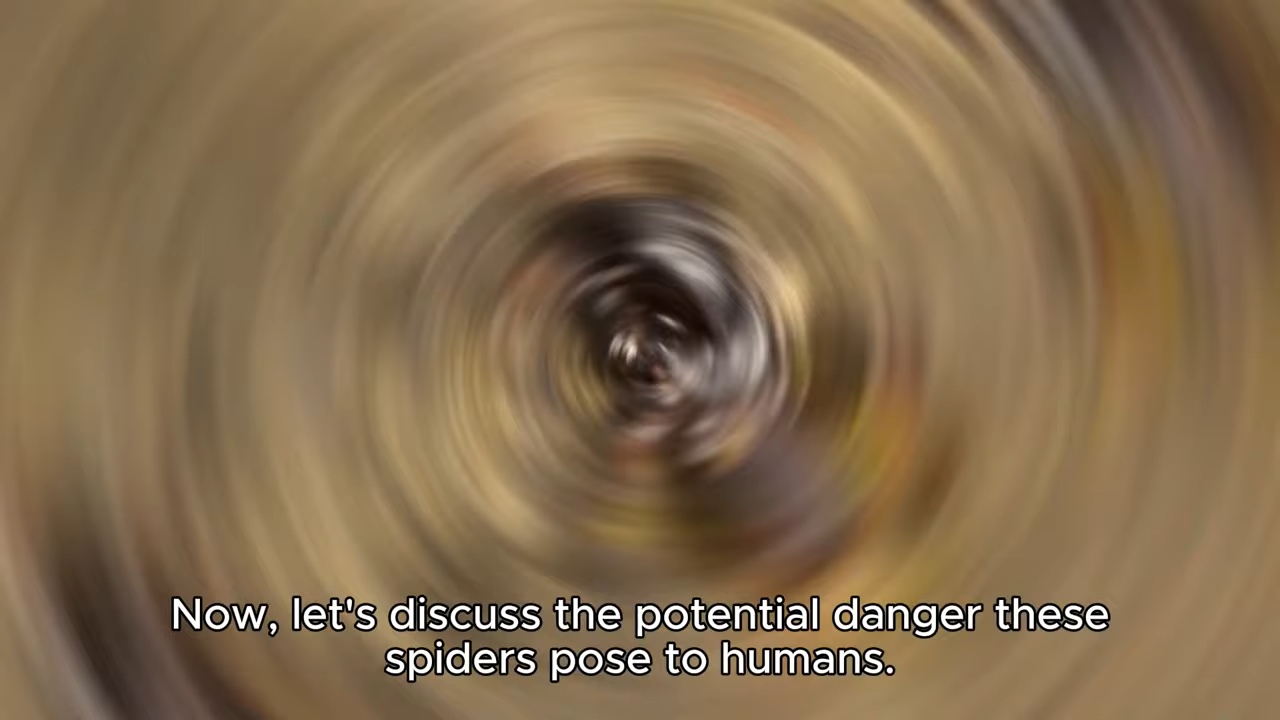 Now, let's discuss the potential danger these
spiders pose to humans.